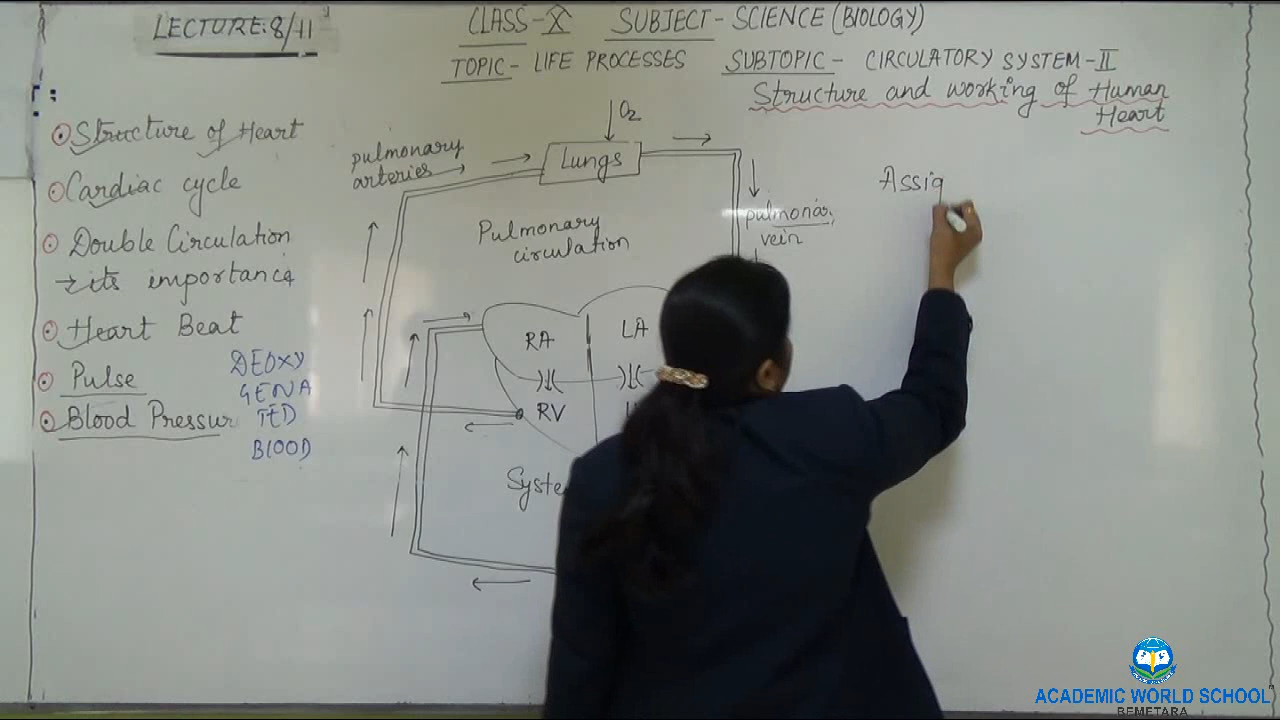 LECTURE: 8/11
CLASS - X SUBJECT - SCIENCE (BIOLOGY)
TOPIC - LIFE PROCESSES SUBTOPIC - CIRCULATORY SYSTEM - II
Structure and working of Human
Heart
Structure of Heart
Cardiac cycle
Double Circulation
→ its importance
Heart Beat
Pulse
Blood Pressur
DEOXY
GENA
TED
BLOOD
O2
pulmonary
arteries
Lungs
pulmonar
vein
Pulmonary
circulation
RA
LA
RV
Syste
Assig
ACADEMIC WORLD SCHOOL
BEMETARA